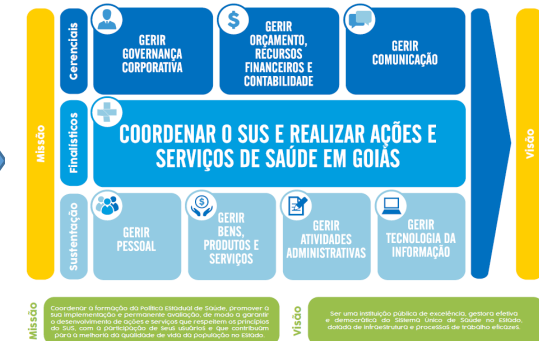 Missão
Gerenciais
GERIR
GOVERNANÇA
CORPORATIVA
$
GERIR
ORÇAMENTO,
RECURSOS
FINANCEIROS E
CONTABILIDADE
GERIR
COMUNICAÇÃO
Finalísticos
COORDENAR O SUS E REALIZAR AÇÕES E
SERVIÇOS DE SAÚDE EM GOIÁS
Sustentação
GERIR
PESSOAL
$
GERIR
BENS,
PRODUTOS E
SERVIÇOS
GERIR
ATIVIDADES
ADMINISTRATIVAS
GERIR
TECNOLOGIA DA
INFORMAÇÃO
Visão
Missão
Coordenar a formação da Política Estadual de Saúde, promover a
sua implementação e permanente avaliação, de modo a garantir
o desenvolvimento de ações e serviços que respeitem os princípios
do SUS, com a participação de seus usuários e que contribuam
para a melhoria da qualidade de vida da população no Estado
Visão
Ser uma instituição pública de excelência, gestora efetiva
e democrática do Sistema Único de Saúde no Estado,
dotada de infraestrutura e processos de trabalho eficazes.